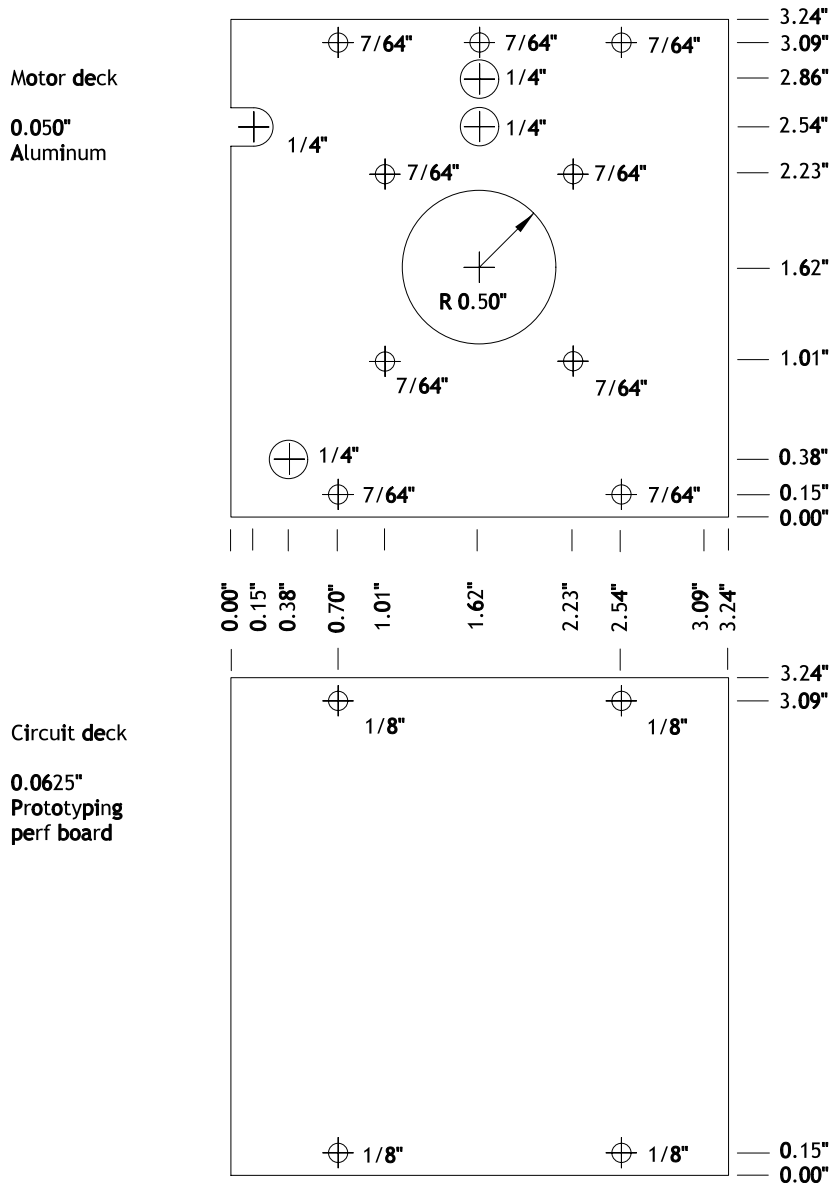 3.24"
7/64" 7/64" 7/64" 3.09"
Motor deck
1/4" 2.86"
0.050"
1/4" 2.54"
1/4"
Aluminum
7/64" 7/64" 2.23"
1.62"
R 0.50"
1.01"
7/64" 7/64"
1/4" 0.38"
7/64" 7/64" 0.15"
0.00"
0.00" 0.15" 0.38" 0.70" 1.01" 1.62" 2.23" 2.54" 3.09" 3.24"
3.24"
3.09"
1/8" 1/8"
Circuit deck
0.0625"
Prototyping
perf board
1/8" 1/8" 0.15"
0.00"